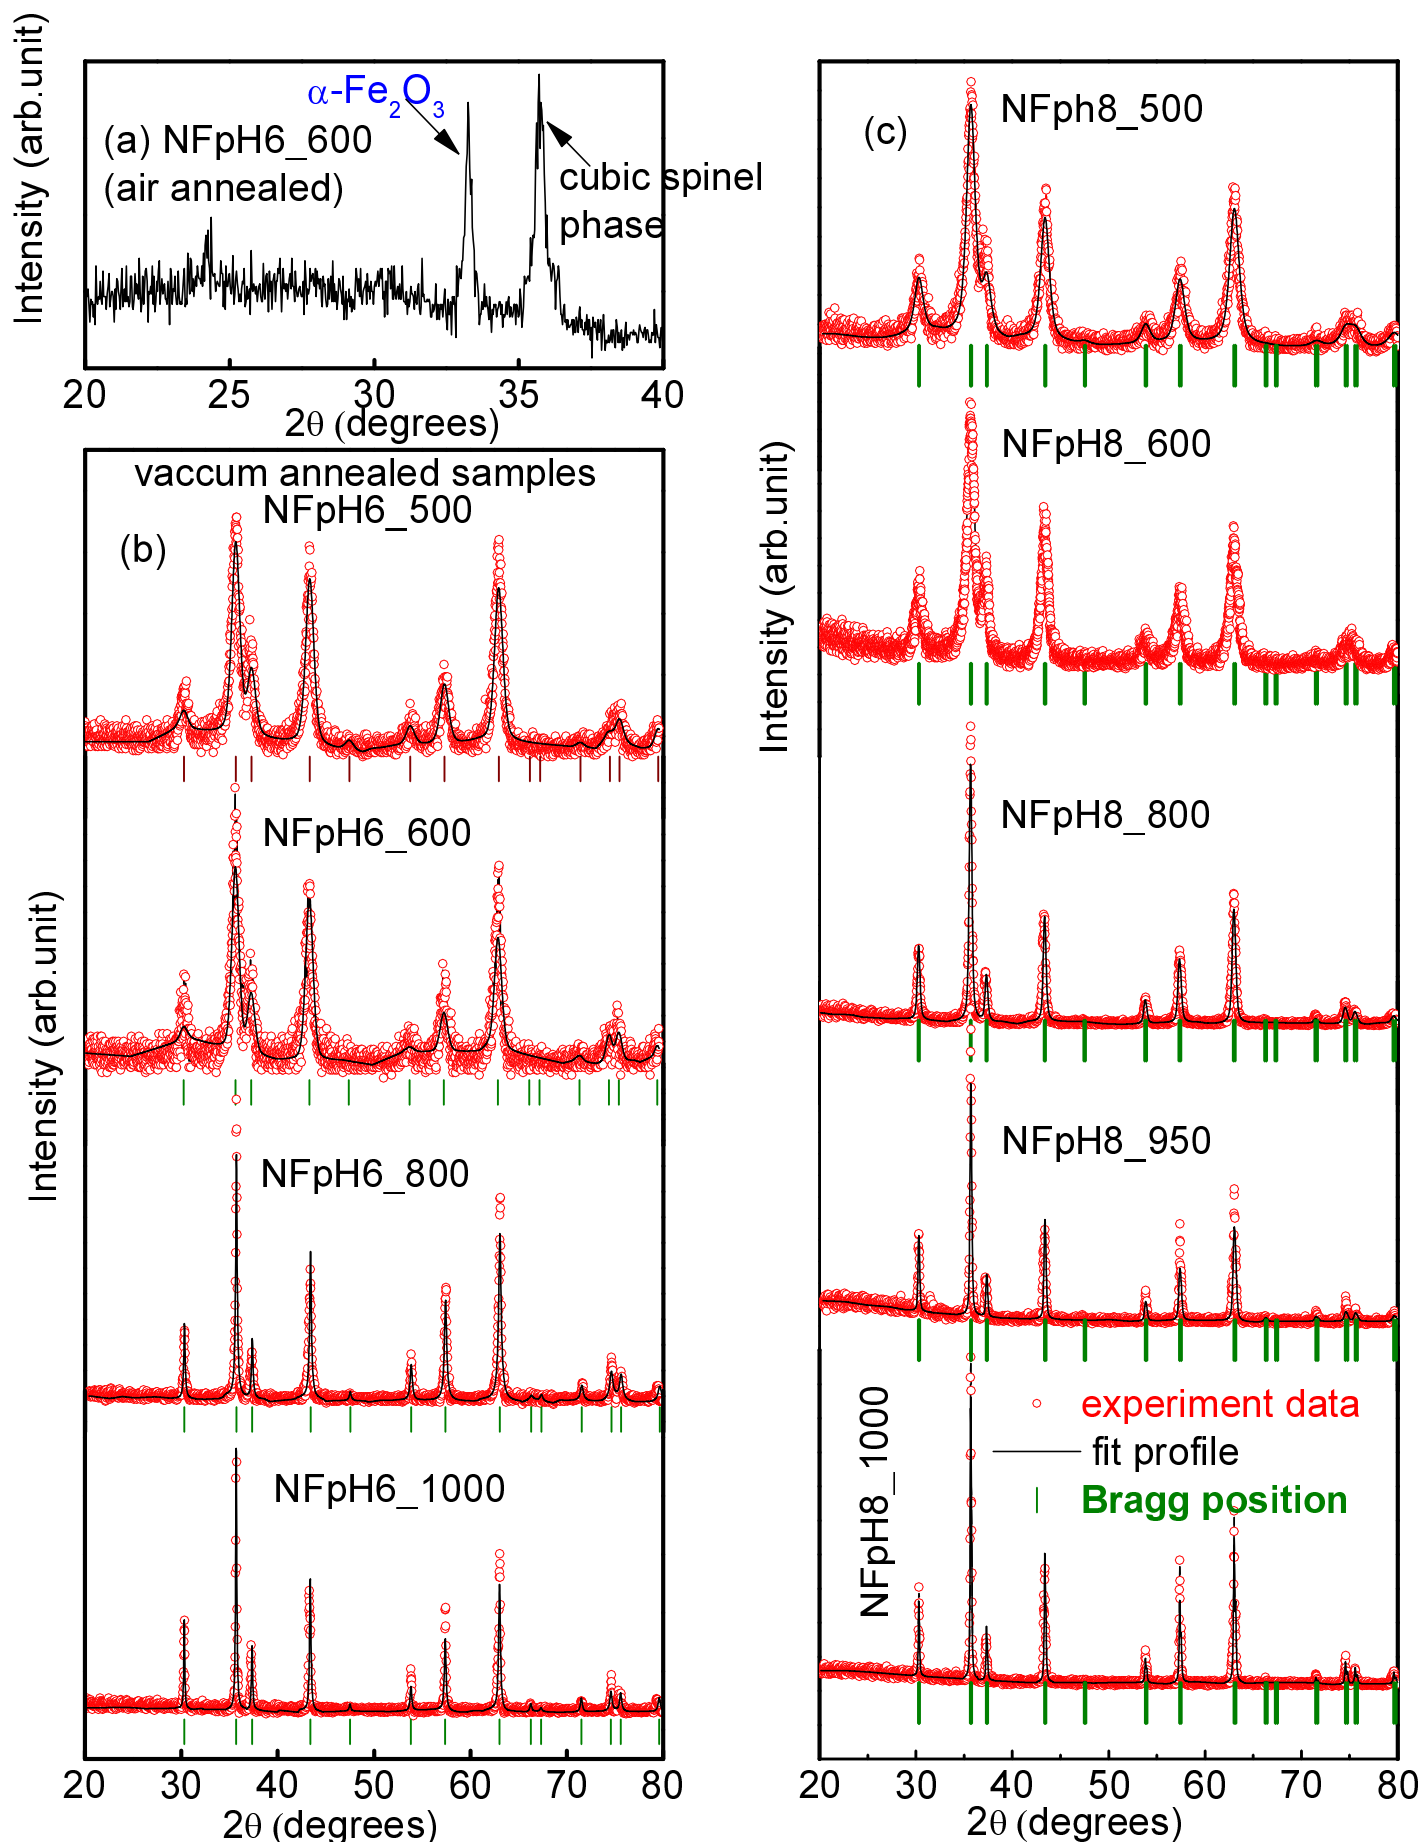 Intensity (arb.unit)
α-Fe2O3
(a) NFpH6_600
(air annealed)
cubic spinel
phase
20 25 30 35 40
2θ (degrees)
vaccum annealed samples
NFpH6_500
(b)
NFpH6_600
Intensity (arb.unit)
NFpH6_800
NFpH6_1000
20 30 40 50 60 70 80
2θ (degrees)
NFph8_500
(c)
NFpH8_600
Intensity (arb.unit)
NFpH8_800
NFpH8_950
NFpH8_1000
experiment data
fit profile
Bragg position
20 30 40 50 60 70 80
2θ (degrees)